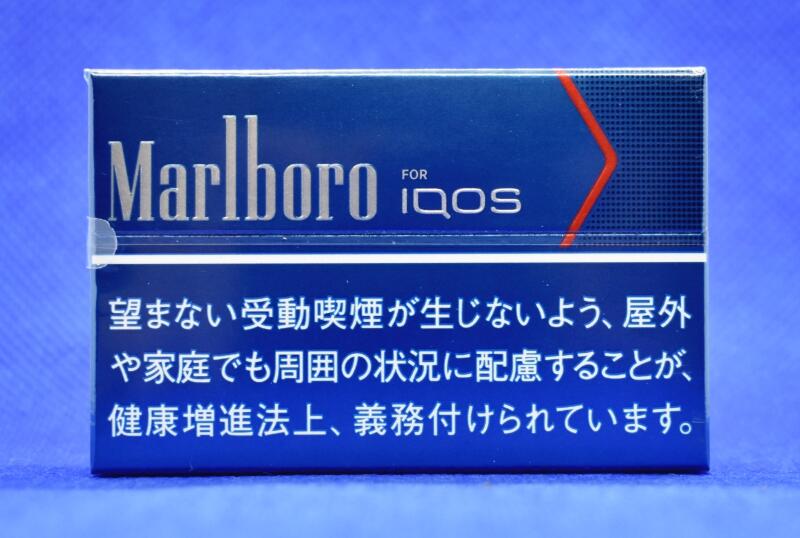 Marlboro FOR IQOS
望まない受動喫煙が生じないよう、屋外
や家庭でも周囲の状況に配慮することが、
健康増進法上、義務付けられています。